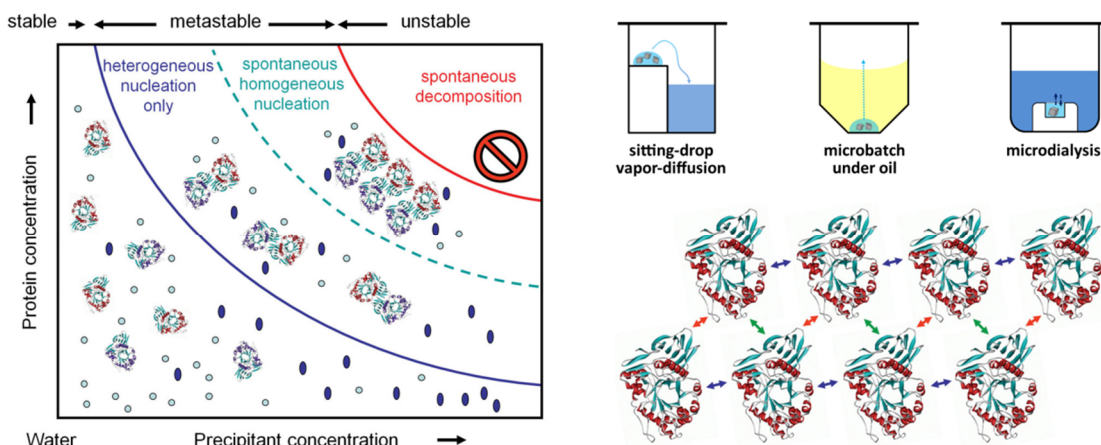 stable
metastable
unstable
heterogeneous
nucleation
only
spontaneous
homogeneous
nucleation
spontaneous
decomposition
Protein concentration
Water
Precipitant concentration
sitting-drop
vapor-diffusion
microbatch
under oil
microdialysis